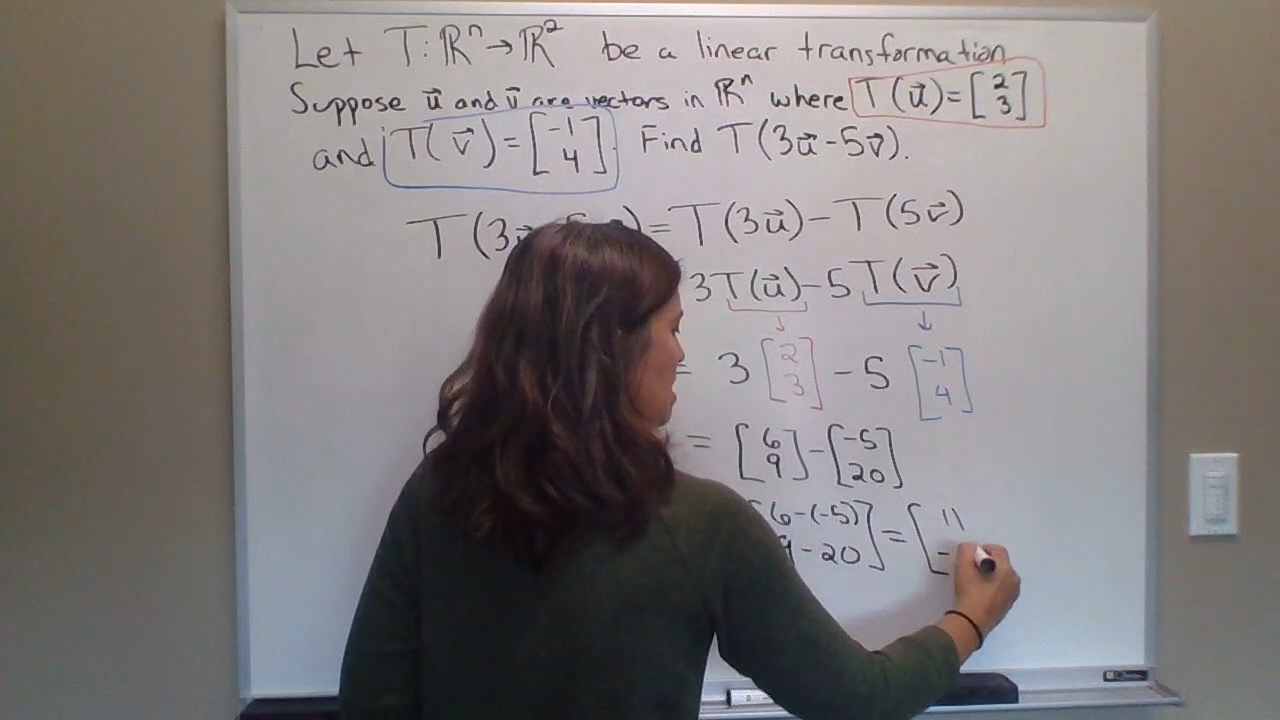 Let T: ℝⁿ→ℝ² be a linear transformation
Suppose u⃗ and v⃗ are vectors in ℝⁿ where T(u⃗)=[2 3]
and T(v⃗)=[-1 4]. Find T(3u⃗-5v⃗).
T(3 )=T(3u⃗)-T(5v⃗)
3T(u⃗)-5T(v⃗)
= 3[2 3]-5[-1 4]
= [6 9]-[-5 20]
[6-(-5) 9-20]=[11 -